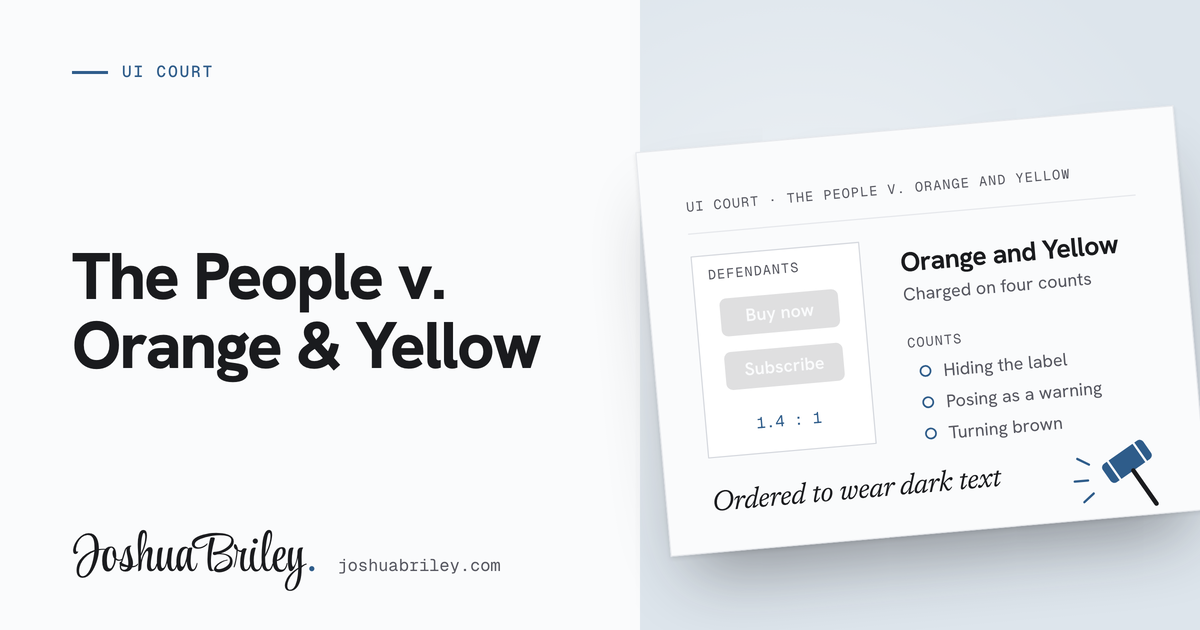 UI COURT
The People v.
Orange & Yellow
JoshuaBriley.
joshuabriley.com
UI COURT · THE PEOPLE V. ORANGE AND YELLOW
DEFENDANTS
Buy now
Subscribe
1.4 : 1
Orange and Yellow
Charged on four counts
COUNTS
Hiding the label
Posing as a warning
Turning brown
Ordered to wear dark text